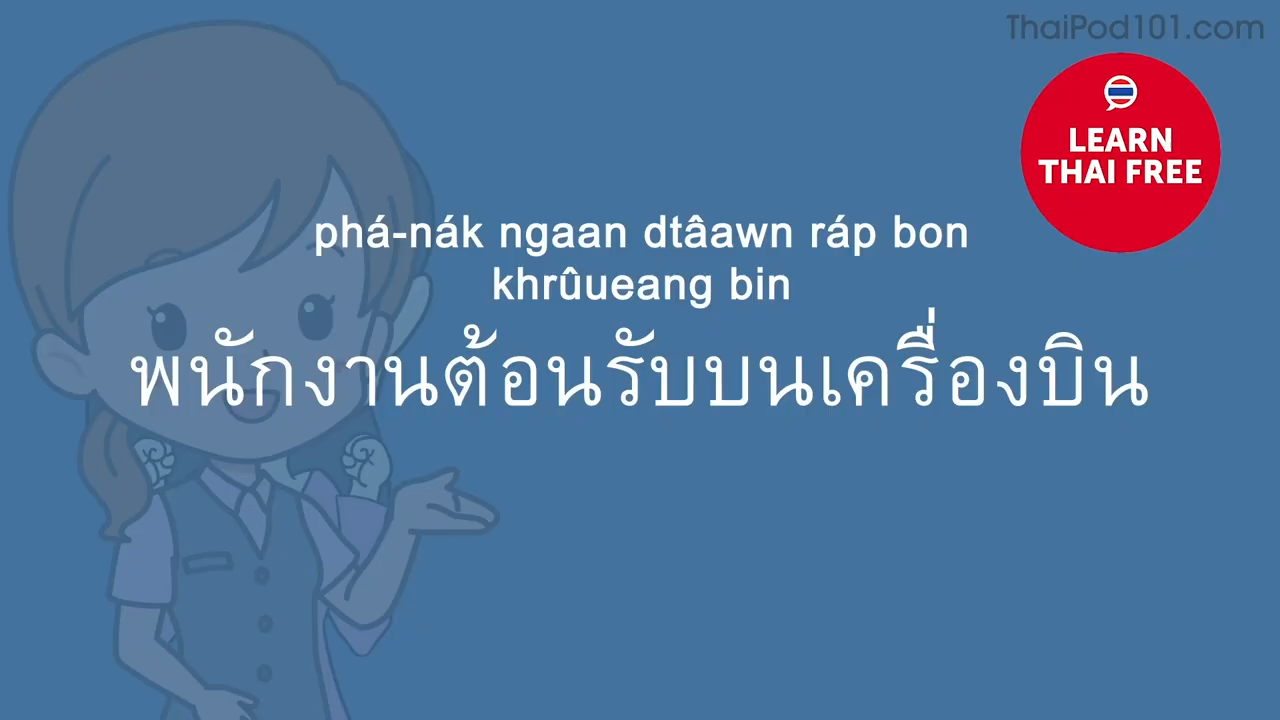 ThaiPod101.com
LEARN
THAI FREE
phá-nák ngaan dtâawn ráp bon
khrûueang bin
พนักงานต้อนรับบนเครื่องบิน